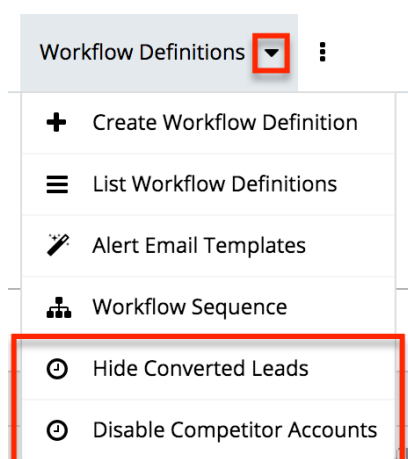 Workflow Definitions
Create Workflow Definition
List Workflow Definitions
Alert Email Templates
Workflow Sequence
Hide Converted Leads
Disable Competitor Accounts